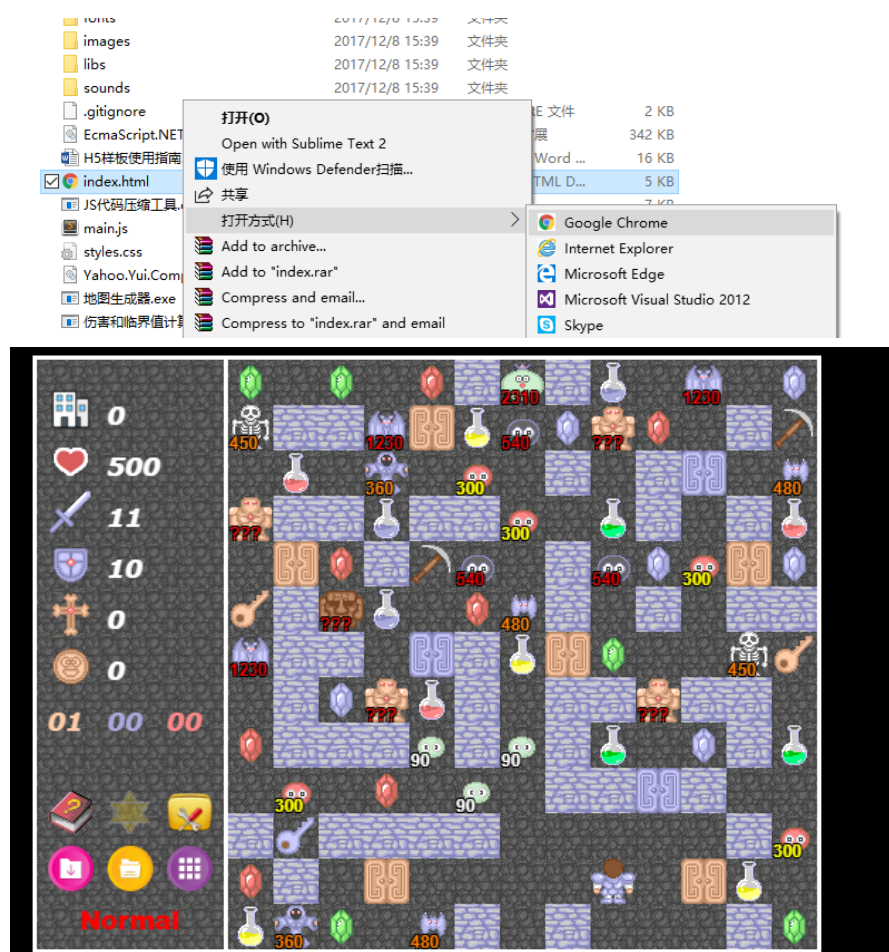 fonts 2017/12/8 15:39 文件夹
images 2017/12/8 15:39 文件夹
libs 2017/12/8 15:39 文件夹
sounds 2017/12/8 15:39 文件夹
.gitignore RE 文件 2 KB
EcmaScript.NET 展 342 KB
H5样板使用指南 Word ... 16 KB
index.html TML D... 5 KB
JS代码压缩工具. 7 KB
main.js
styles.css
Yahoo.Yui.Comp
地图生成器.exe
伤害和临界值计算
打开(O)
Open with Sublime Text 2
使用 Windows Defender扫描...
共享
打开方式(H)
Add to archive...
Add to "index.rar"
Compress and email...
Compress to "index.rar" and email
Google Chrome
Internet Explorer
Microsoft Edge
Microsoft Visual Studio 2012
Skype
0
500
11
10
0
0
01 00 00
Normal
2310 1230
450 1230 540 ???
360 300 480
??? 300
540 540 300
??? 480
1230 450
??? ???
90 90
300 90
300
360 480